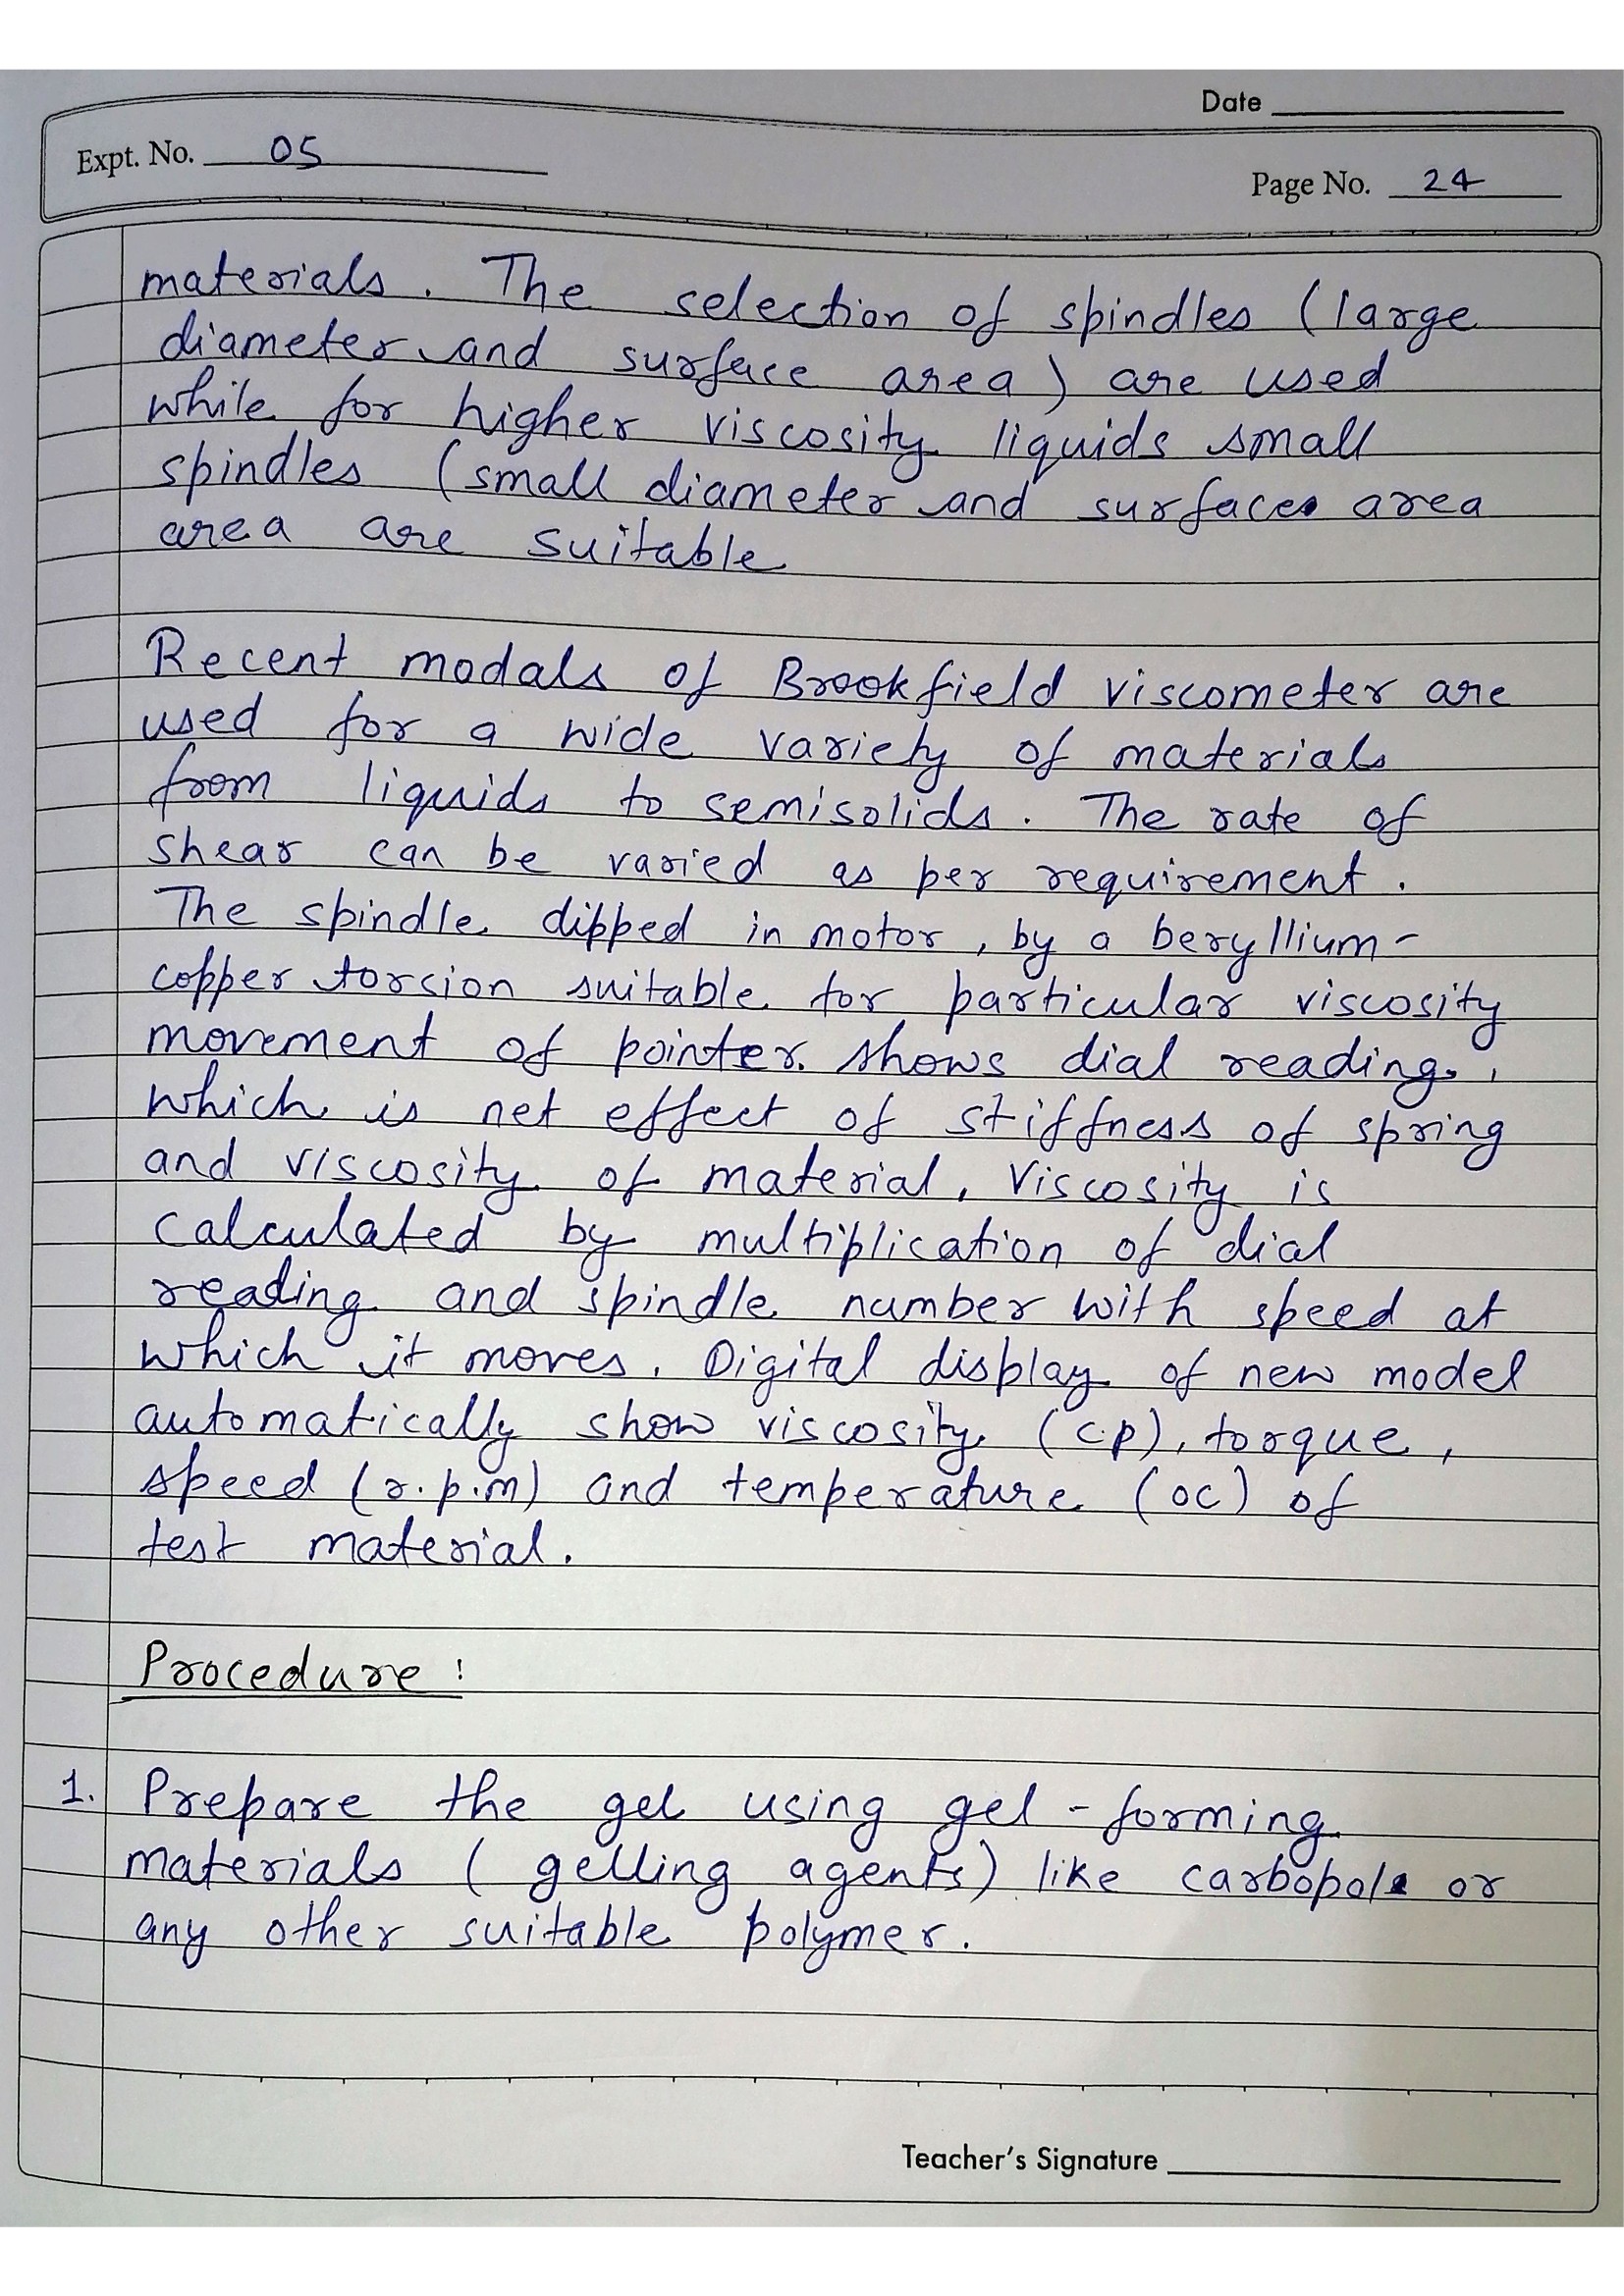 Date
Expt. No. 05
Page No. 24
materials. The selection of spindles (large
diameter and surface area) are used
while for higher viscosity liquids small
spindles (small diameter and surface area
area are suitable
Recent modals of Brookfield viscometer are
used for a wide variety of materials
from liquids to semisolids. The rate of
shear can be varied as per requirement.
The spindle dipped in motor, by a beryllium-
copper torsion suitable for particular viscosity
movement of pointer shows dial reading,
which is net effect of stiffness of spring
and viscosity of material. Viscosity is
calculated by multiplication of dial
reading and spindle number with speed at
which it moves. Digital display of new model
automatically show viscosity (c.p), torque,
speed (r.p.m) and temperature (oc) of
test material.
Procedure :
1. Prepare the gel using gel-forming
materials (gelling agents) like carbopol or
any other suitable polymer.
Teacher's Signature